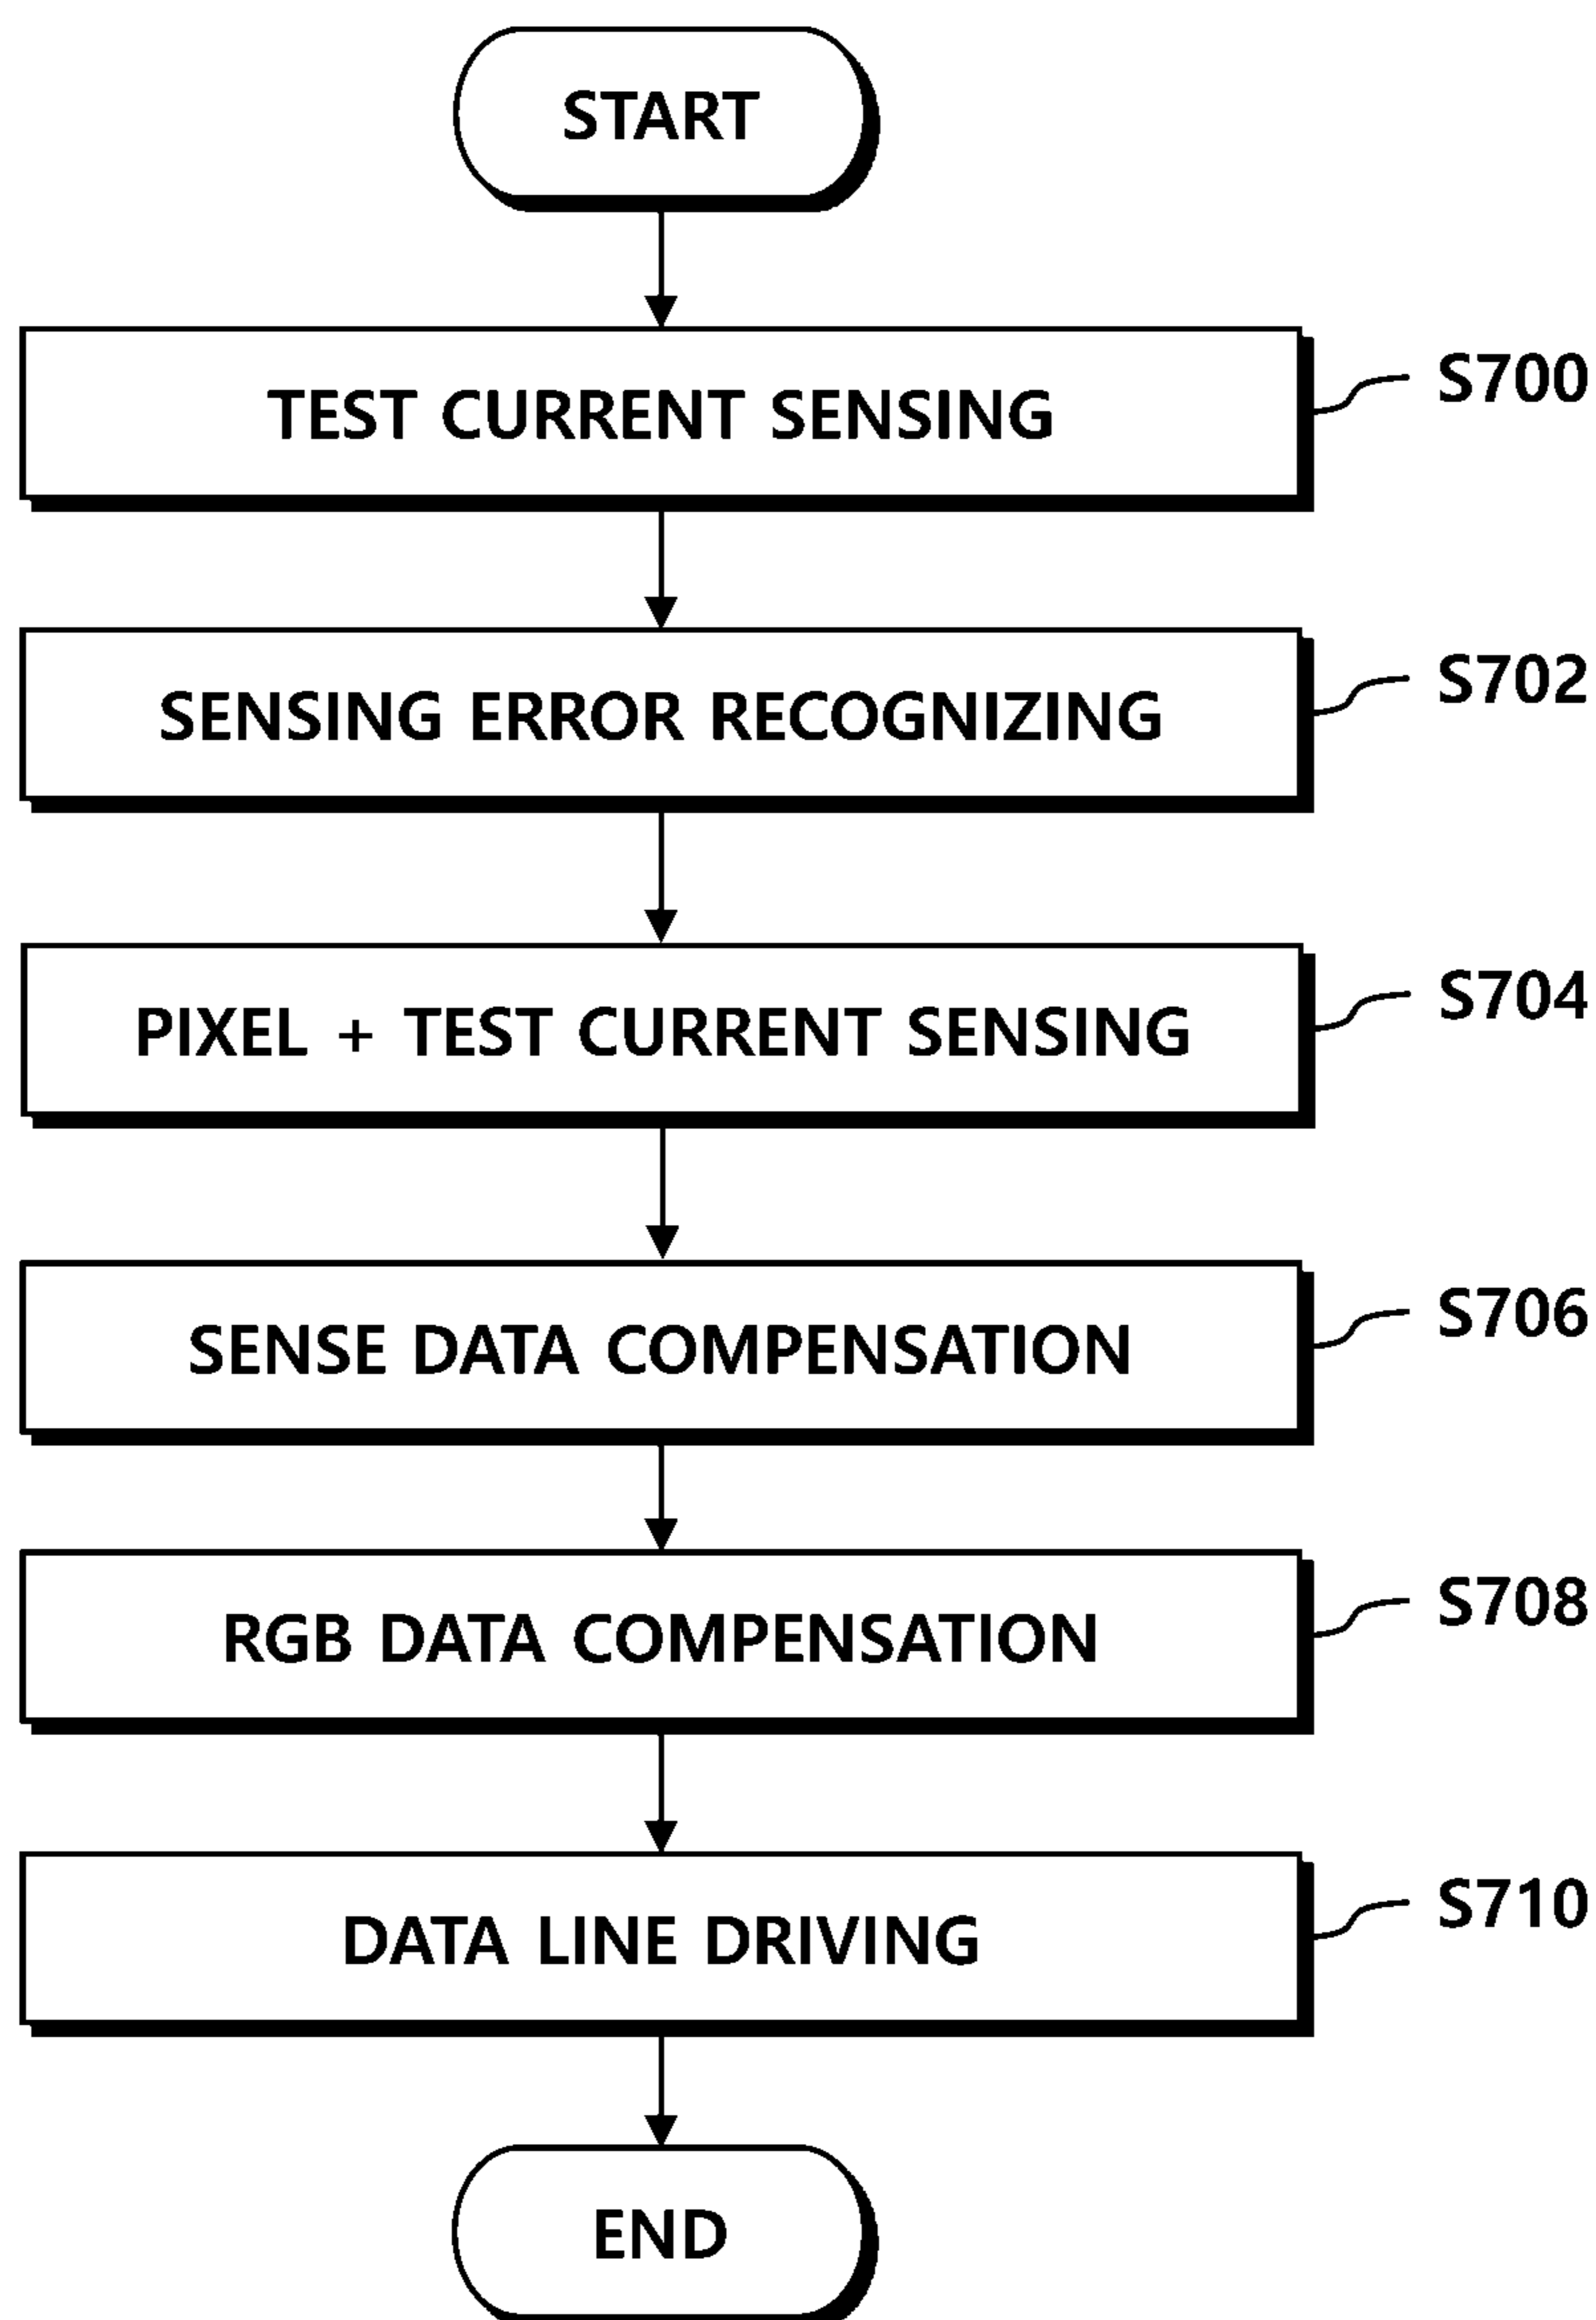 START
TEST CURRENT SENSING
S700
SENSING ERROR RECOGNIZING
S702
PIXEL + TEST CURRENT SENSING
S704
SENSE DATA COMPENSATION
S706
RGB DATA COMPENSATION
S708
DATA LINE DRIVING
S710
END